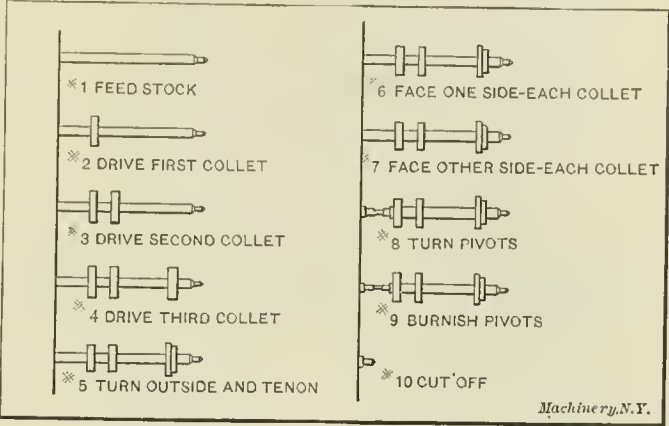 ※1 FEED STOCK
※2 DRIVE FIRST COLLET
※3 DRIVE SECOND COLLET
※4 DRIVE THIRD COLLET
※5 TURN OUTSIDE AND TENON
※6 FACE ONE SIDE-EACH COLLET
※7 FACE OTHER SIDE-EACH COLLET
※8 TURN PIVOTS
※9 BURNISH PIVOTS
※10 CUT OFF
Machinery, N.Y.